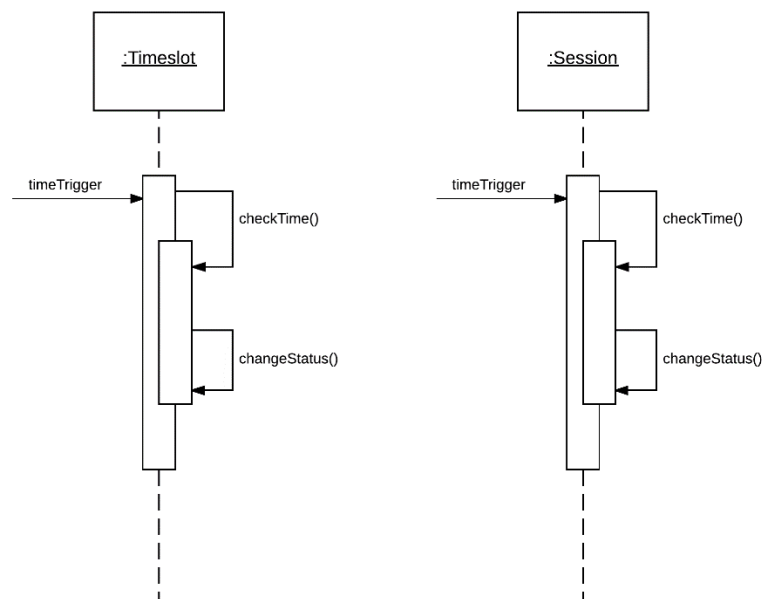 :Timeslot
:Session
timeTrigger
timeTrigger
checkTime()
checkTime()
changeStatus()
changeStatus()